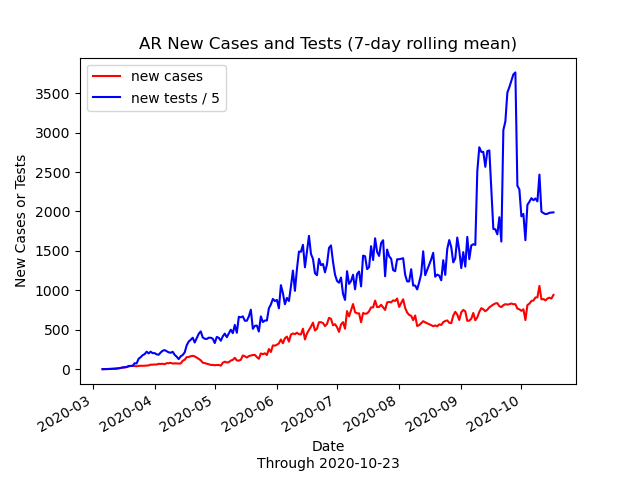 AR New Cases and Tests (7-day rolling mean)
new cases
new tests / 5
3500
3000
2500
2000
1500
1000
500
0
New Cases or Tests
2020-03
2020-04
2020-05
2020-06
2020-07
2020-08
2020-09
2020-10
Date
Through 2020-10-23